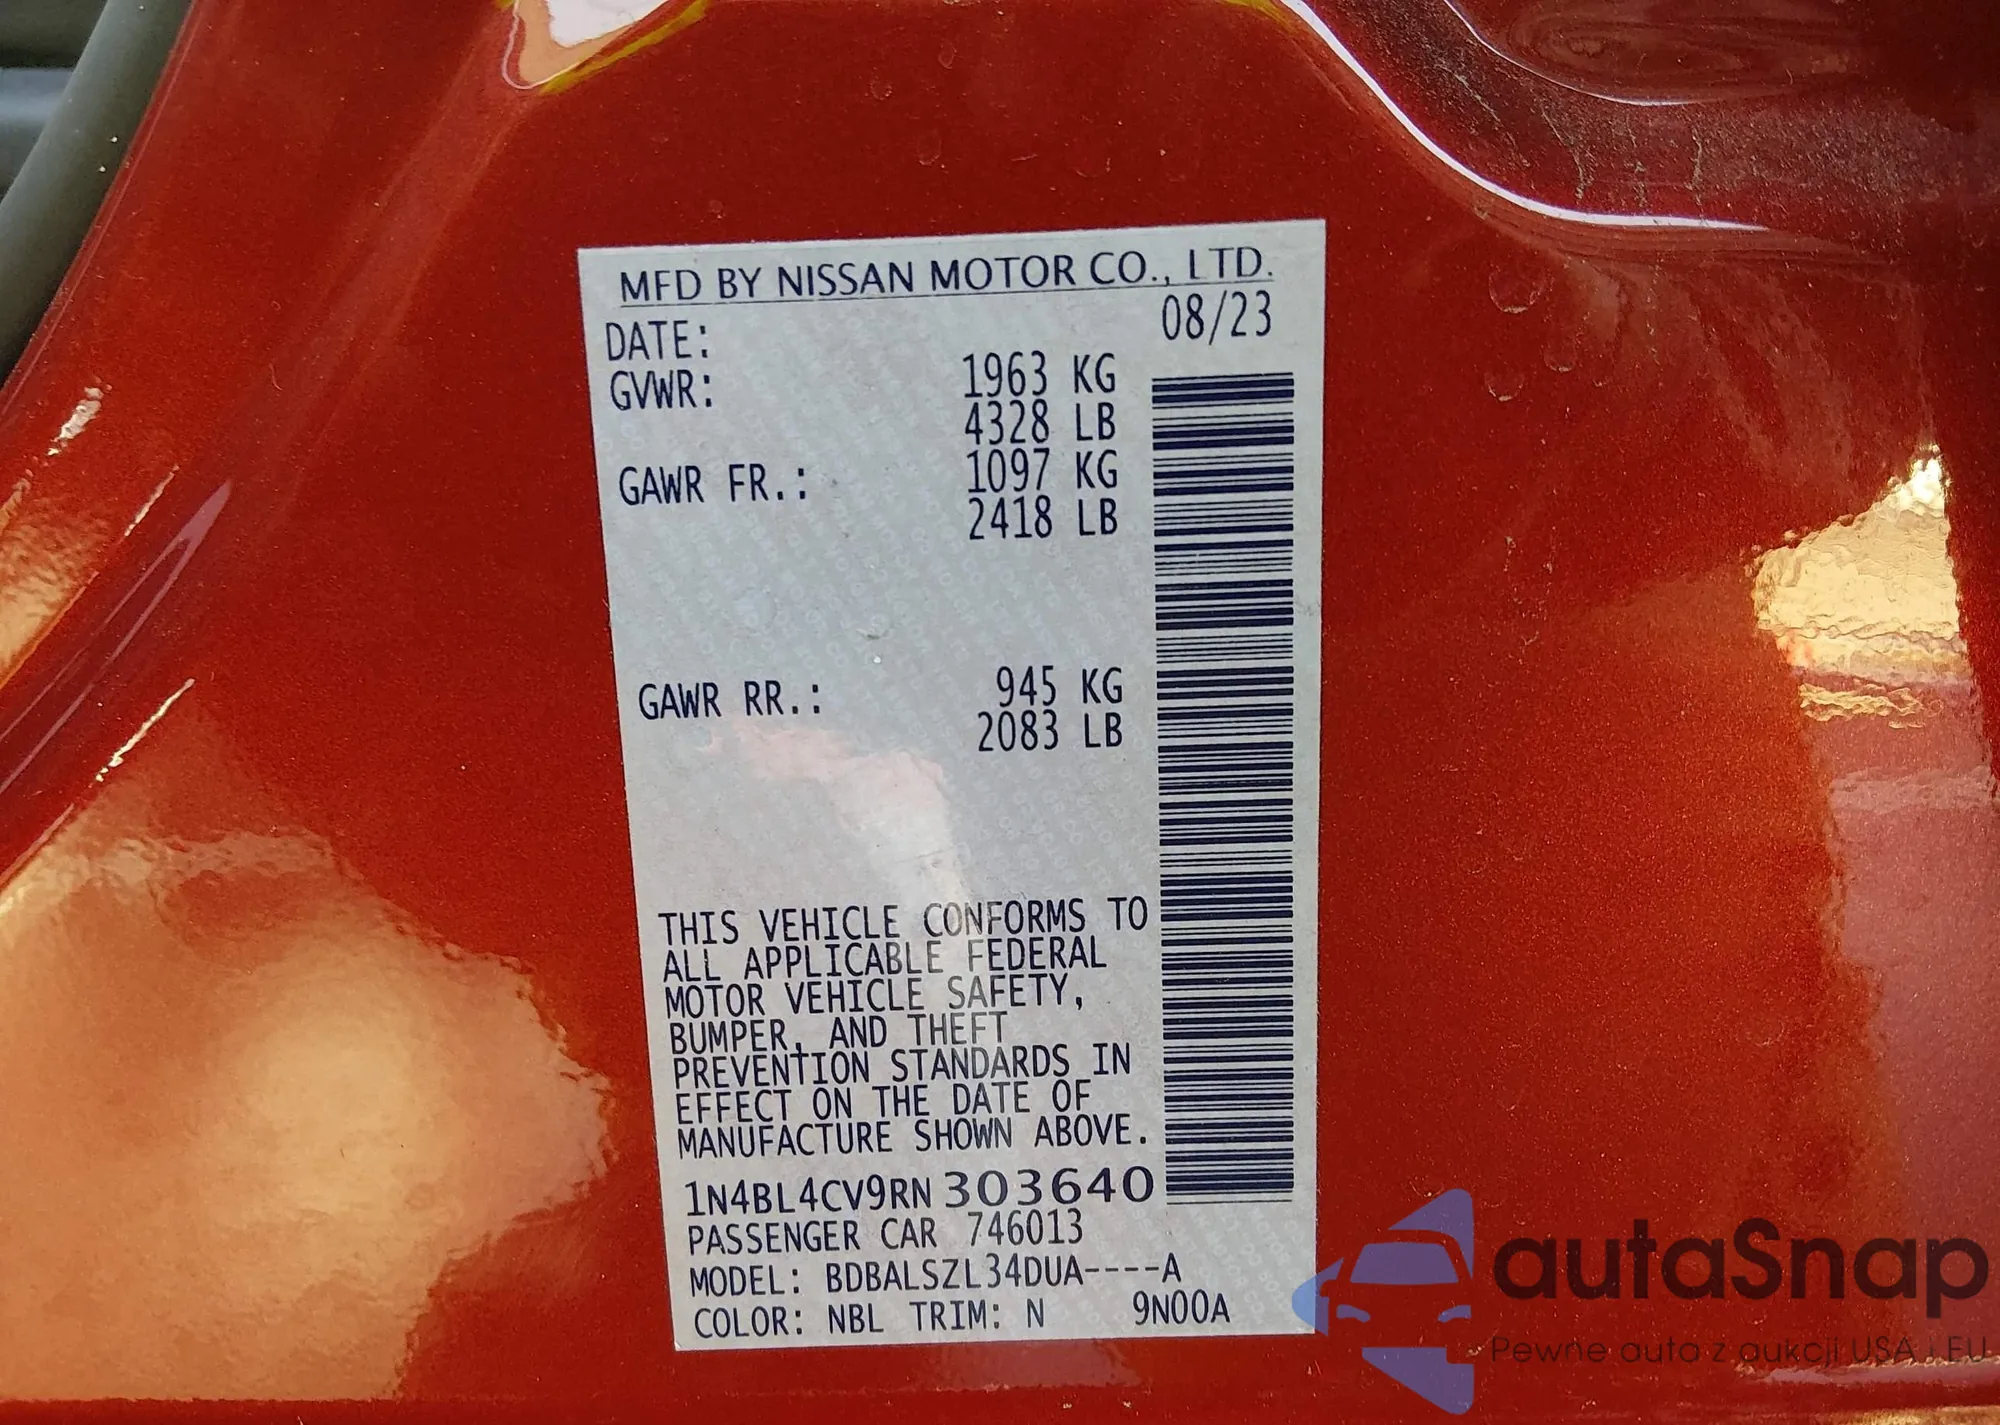 MFD BY NISSAN MOTOR CO., LTD.
DATE: 08/23
GVWR: 1963 KG
4328 LB
GAWR FR.: 1097 KG
2418 LB
GAWR RR.: 945 KG
2083 LB
THIS VEHICLE CONFORMS TO
ALL APPLICABLE FEDERAL
MOTOR VEHICLE SAFETY,
BUMPER, AND THEFT
PREVENTION STANDARDS IN
EFFECT ON THE DATE OF
MANUFACTURE SHOWN ABOVE.
1N4BL4CV9RN303640
PASSENGER CAR 746013
MODEL: BDBALSZL34DUA----A
COLOR: NBL TRIM: N 9N00A
autaSnap
Pewne auta z aukcji USA i EU